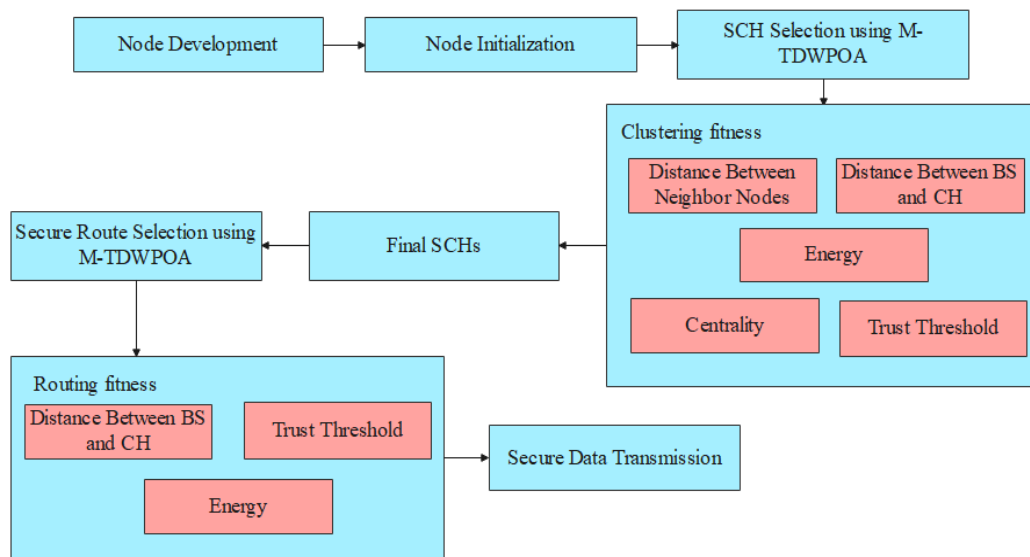 Node Development
Node Initialization
SCH Selection using M-
TDWPOA
Clustering fitness
Distance Between
Neighbor Nodes
Distance Between BS
and CH
Energy
Centrality
Trust Threshold
Final SCHs
Secure Route Selection using
M-TDWPOA
Routing fitness
Distance Between BS
and CH
Trust Threshold
Energy
Secure Data Transmission